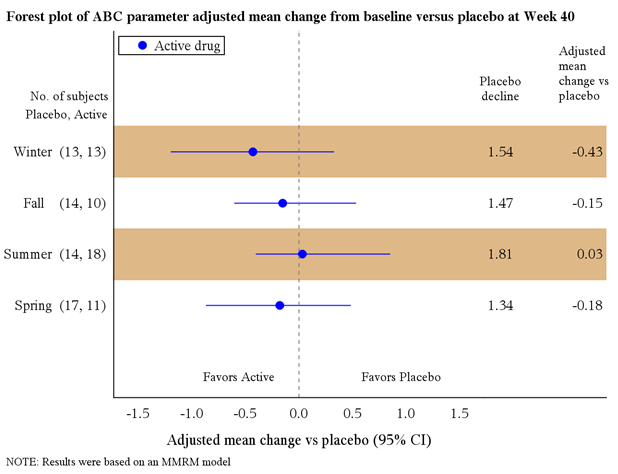 Forest plot of ABC parameter adjusted mean change from baseline versus placebo at Week 40
Active drug
No. of subjects
Placebo, Active
Placebo
decline
Adjusted
mean
change vs
placebo
Winter (13, 13) 1.54 -0.43
Fall (14, 10) 1.47 -0.15
Summer (14, 18) 1.81 0.03
Spring (17, 11) 1.34 -0.18
Favors Active Favors Placebo
-1.5 -1.0 -0.5 0.0 0.5 1.0 1.5
Adjusted mean change vs placebo (95% CI)
NOTE: Results were based on an MMRM model